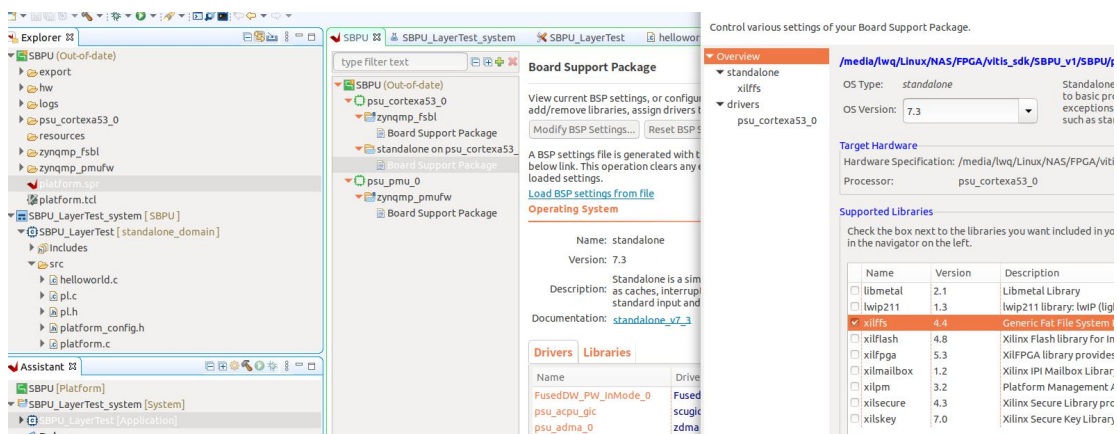 Explorer
SBPU (Out-of-date)
export
hw
logs
psu_cortexa53_0
resources
zynqmp_fsbl
zynqmp_pmufw
platform.spr
platform.tcl
SBPU_LayerTest_system [ SBPU ]
SBPU_LayerTest [ standalone_domain ]
Includes
src
helloworld.c
pl.c
pl.h
platform_config.h
platform.c
Assistant
SBPU [Platform]
SBPU_LayerTest_system [System]
SBPU_LayerTest [Application]
SBPU
SBPU_LayerTest_system
SBPU_LayerTest
hellowor
type filter text
SBPU (Out-of-date)
psu_cortexa53_0
zynqmp_fsbl
Board Support Package
standalone on psu_cortexa53_
Board Support Package
psu_pmu_0
zynqmp_pmufw
Board Support Package
Board Support Package
View current BSP settings, or configur
add/remove libraries, assign drivers t
Modify BSP Settings...
Reset BSP S
A BSP settings file is generated with t
below link. This operation clears any e
loaded settings.
Load BSP settings from file
Operating System
Name: standalone
Version: 7.3
Standalone is a sim
Description: as caches, interrup
standard input and
Documentation: standalone_v7_3
Drivers Libraries
Name Drive
FusedDW_PW_InMode_0 Fused
psu_acpu_gic scugic
psu_adma_0 zdma
Control various settings of your Board Support Package.
Overview
standalone
xilffs
drivers
psu_cortexa53_0
/media/lwq/Linux/NAS/FPGA/vitis_sdk/SBPU_v1/SBPU/p
OS Type: standalone
Standalone
to basic pro
exceptions
such as star
OS Version: 7.3
Target Hardware
Hardware Specification: /media/lwq/Linux/NAS/FPGA/viti
Processor: psu_cortexa53_0
Supported Libraries
Check the box next to the libraries you want included in yo
in the navigator on the left.
Name Version Description
libmetal 2.1 Libmetal Library
lwip211 1.3 lwip211 library: lwIP (lig
xilffs 4.4 Generic Fat File System
xilflash 4.8 Xilinx Flash library for In
xilfpga 5.3 XilFPGA library provides
xilmailbox 1.2 Xilinx IPI Mailbox Library
xilpm 3.2 Platform Management A
xilsecure 4.3 Xilinx Secure Library pro
xilskey 7.0 Xilinx Secure Key Library